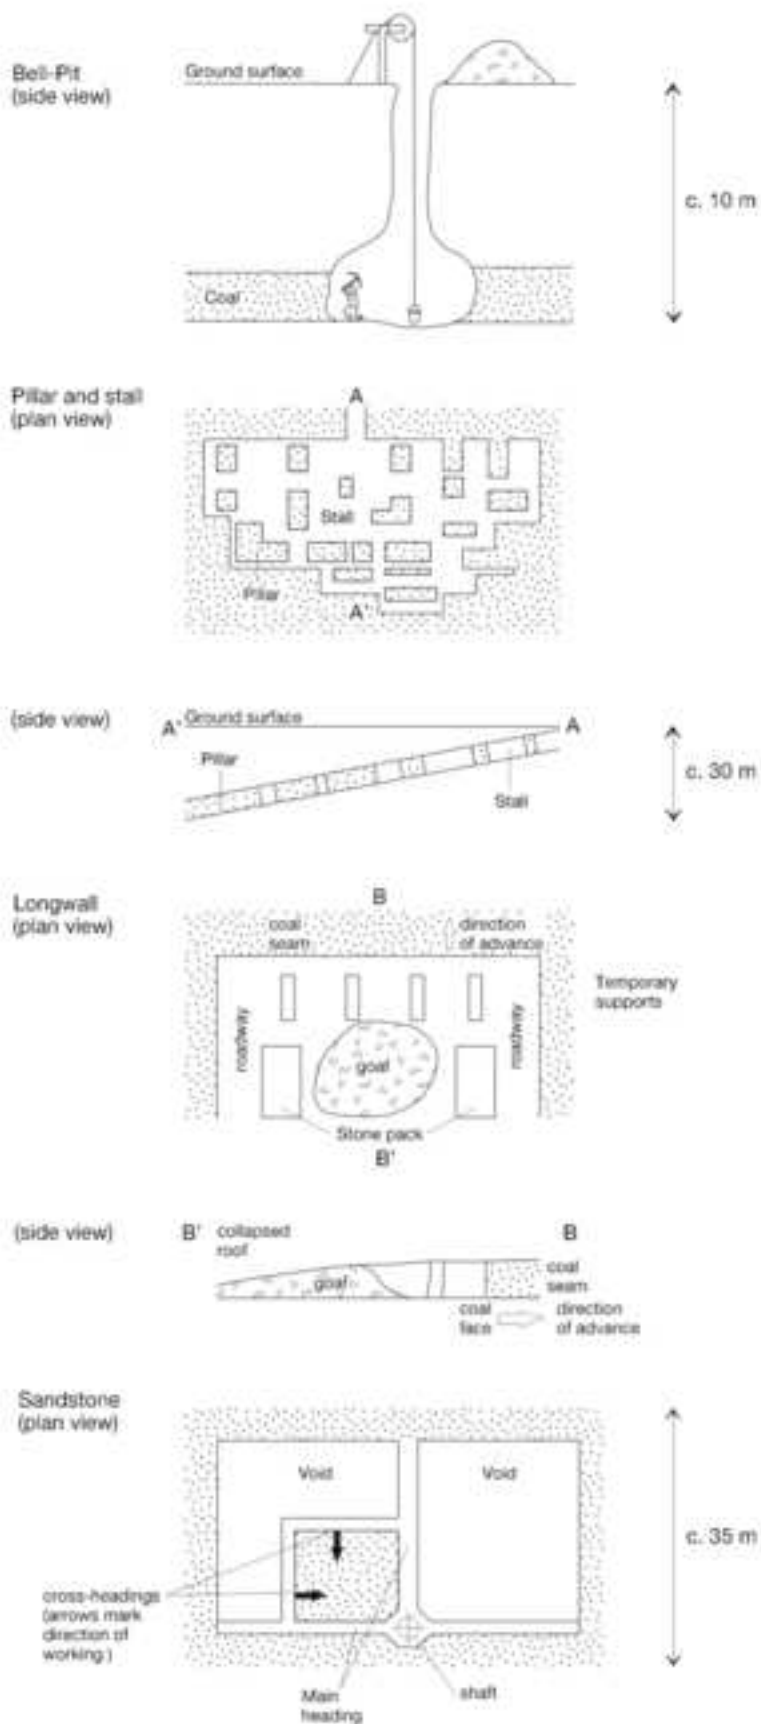 Bell-Pit
(side view)
Ground surface
c. 10 m
Coal
Pillar and stall
(plan view)
A
Stall
Pillar
A'
(side view)
A'
Ground surface
A
Pillar
Stall
c. 30 m
Longwall
(plan view)
B
coal
seam
direction
of advance
Temporary
supports
roadway
roadway
goaf
Stone pack
B'
(side view)
B'
collapsed
roof
B
goaf
coal
seam
coal
face
direction
of advance
Sandstone
(plan view)
Void
Void
c. 35 m
cross-headings
(arrows mark
direction of
working.)
Main
heading
shaft